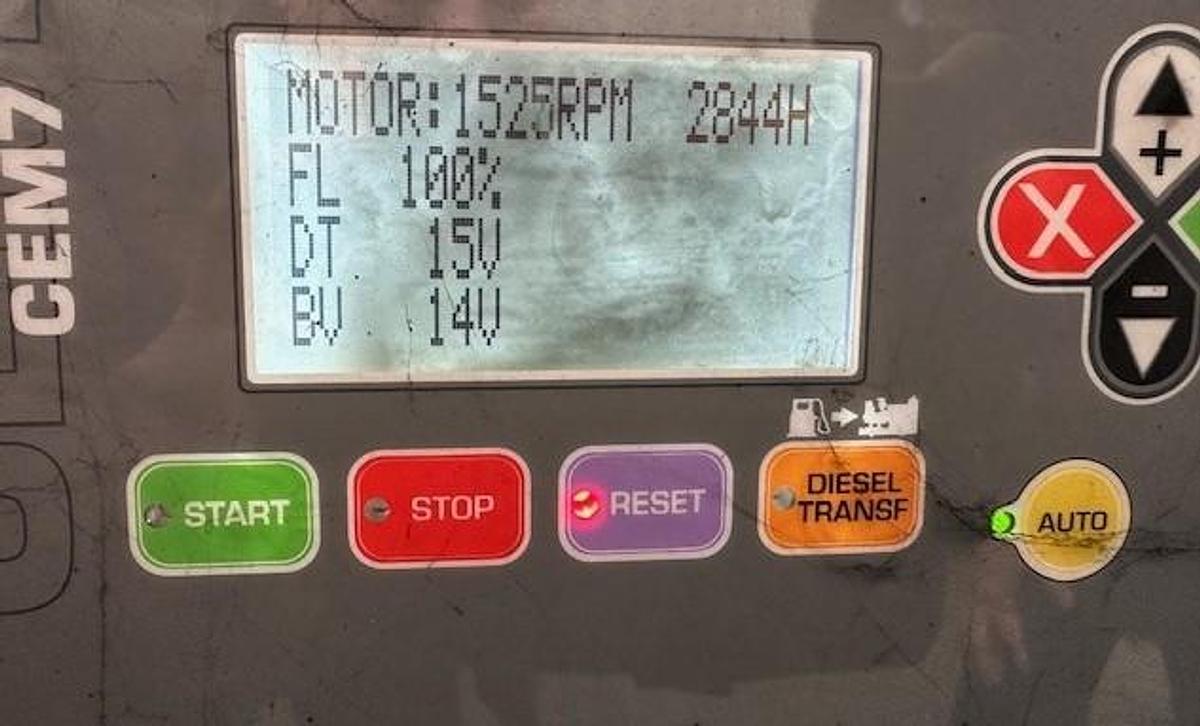 CEM7
MOTOR:1525RPM 2844H
FL 100%
DT 15V
BV 14V
+
X
-
START
STOP
RESET
DIESEL
TRANSF
AUTO